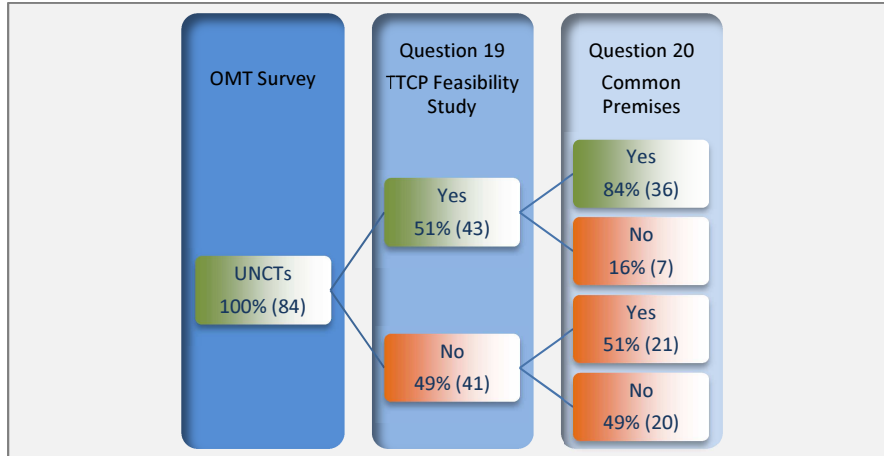 OMT Survey
UNCTs
100% (84)
Question 19
TTCP Feasibility
Study
Yes
51% (43)
No
49% (41)
Question 20
Common
Premises
Yes
84% (36)
No
16% (7)
Yes
51% (21)
No
49% (20)